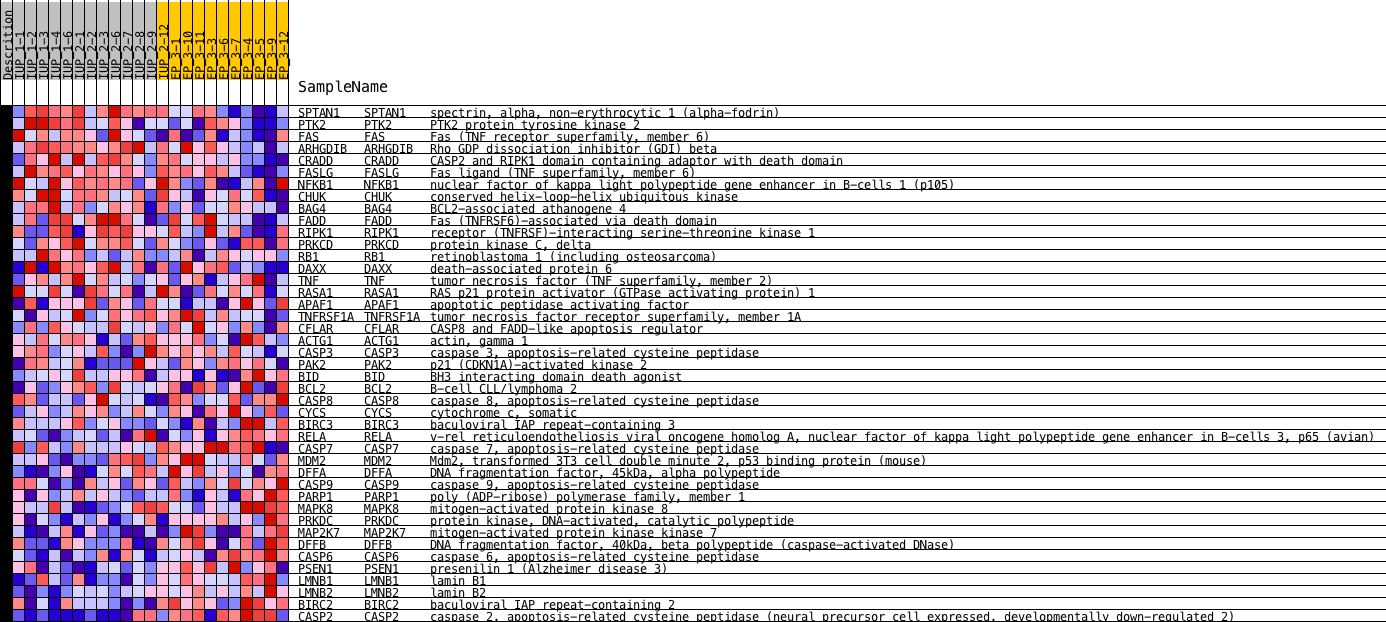 Descrition
IUP_1-1
IUP_1-2
IUP_1-3
IUP_1-4
IUP_1-6
IUP_2-1
IUP_2-2
IUP_2-3
IUP_2-6
IUP_2-7
IUP_2-8
IUP_2-9
IUP_2-12
EP_3-1
EP_3-10
EP_3-11
EP_3-3
EP_3-6
EP_3-7
EP_3-4
EP_3-5
EP_3-9
EP_3-12
SampleName
SPTAN1 SPTAN1 spectrin, alpha, non-erythrocytic 1 (alpha-fodrin)
PTK2 PTK2 PTK2 protein tyrosine kinase 2
FAS FAS Fas (TNF receptor superfamily, member 6)
ARHGDIB ARHGDIB Rho GDP dissociation inhibitor (GDI) beta
CRADD CRADD CASP2 and RIPK1 domain containing adaptor with death domain
FASLG FASLG Fas ligand (TNF superfamily, member 6)
NFKB1 NFKB1 nuclear factor of kappa light polypeptide gene enhancer in B-cells 1 (p105)
CHUK CHUK conserved helix-loop-helix ubiquitous kinase
BAG4 BAG4 BCL2-associated athanogene 4
FADD FADD Fas (TNFRSF6)-associated via death domain
RIPK1 RIPK1 receptor (TNFRSF)-interacting serine-threonine kinase 1
PRKCD PRKCD protein kinase C, delta
RB1 RB1 retinoblastoma 1 (including osteosarcoma)
DAXX DAXX death-associated protein 6
TNF TNF tumor necrosis factor (TNF superfamily, member 2)
RASA1 RASA1 RAS p21 protein activator (GTPase activating protein) 1
APAF1 APAF1 apoptotic peptidase activating factor
TNFRSF1A TNFRSF1A tumor necrosis factor receptor superfamily, member 1A
CFLAR CFLAR CASP8 and FADD-like apoptosis regulator
ACTG1 ACTG1 actin, gamma 1
CASP3 CASP3 caspase 3, apoptosis-related cysteine peptidase
PAK2 PAK2 p21 (CDKN1A)-activated kinase 2
BID BID BH3 interacting domain death agonist
BCL2 BCL2 B-cell CLL/lymphoma 2
CASP8 CASP8 caspase 8, apoptosis-related cysteine peptidase
CYCS CYCS cytochrome c, somatic
BIRC3 BIRC3 baculoviral IAP repeat-containing 3
RELA RELA v-rel reticuloendotheliosis viral oncogene homolog A, nuclear factor of kappa light polypeptide gene enhancer in B-cells 3, p65 (avian)
CASP7 CASP7 caspase 7, apoptosis-related cysteine peptidase
MDM2 MDM2 Mdm2, transformed 3T3 cell double minute 2, p53 binding protein (mouse)
DFFA DFFA DNA fragmentation factor, 45kDa, alpha polypeptide
CASP9 CASP9 caspase 9, apoptosis-related cysteine peptidase
PARP1 PARP1 poly (ADP-ribose) polymerase family, member 1
MAPK8 MAPK8 mitogen-activated protein kinase 8
PRKDC PRKDC protein kinase, DNA-activated, catalytic polypeptide
MAP2K7 MAP2K7 mitogen-activated protein kinase kinase 7
DFFB DFFB DNA fragmentation factor, 40kDa, beta polypeptide (caspase-activated DNase)
CASP6 CASP6 caspase 6, apoptosis-related cysteine peptidase
PSEN1 PSEN1 presenilin 1 (Alzheimer disease 3)
LMNB1 LMNB1 lamin B1
LMNB2 LMNB2 lamin B2
BIRC2 BIRC2 baculoviral IAP repeat-containing 2
CASP2 CASP2 caspase 2, apoptosis-related cysteine peptidase (neural precursor cell expressed, developmentally down-regulated 2)